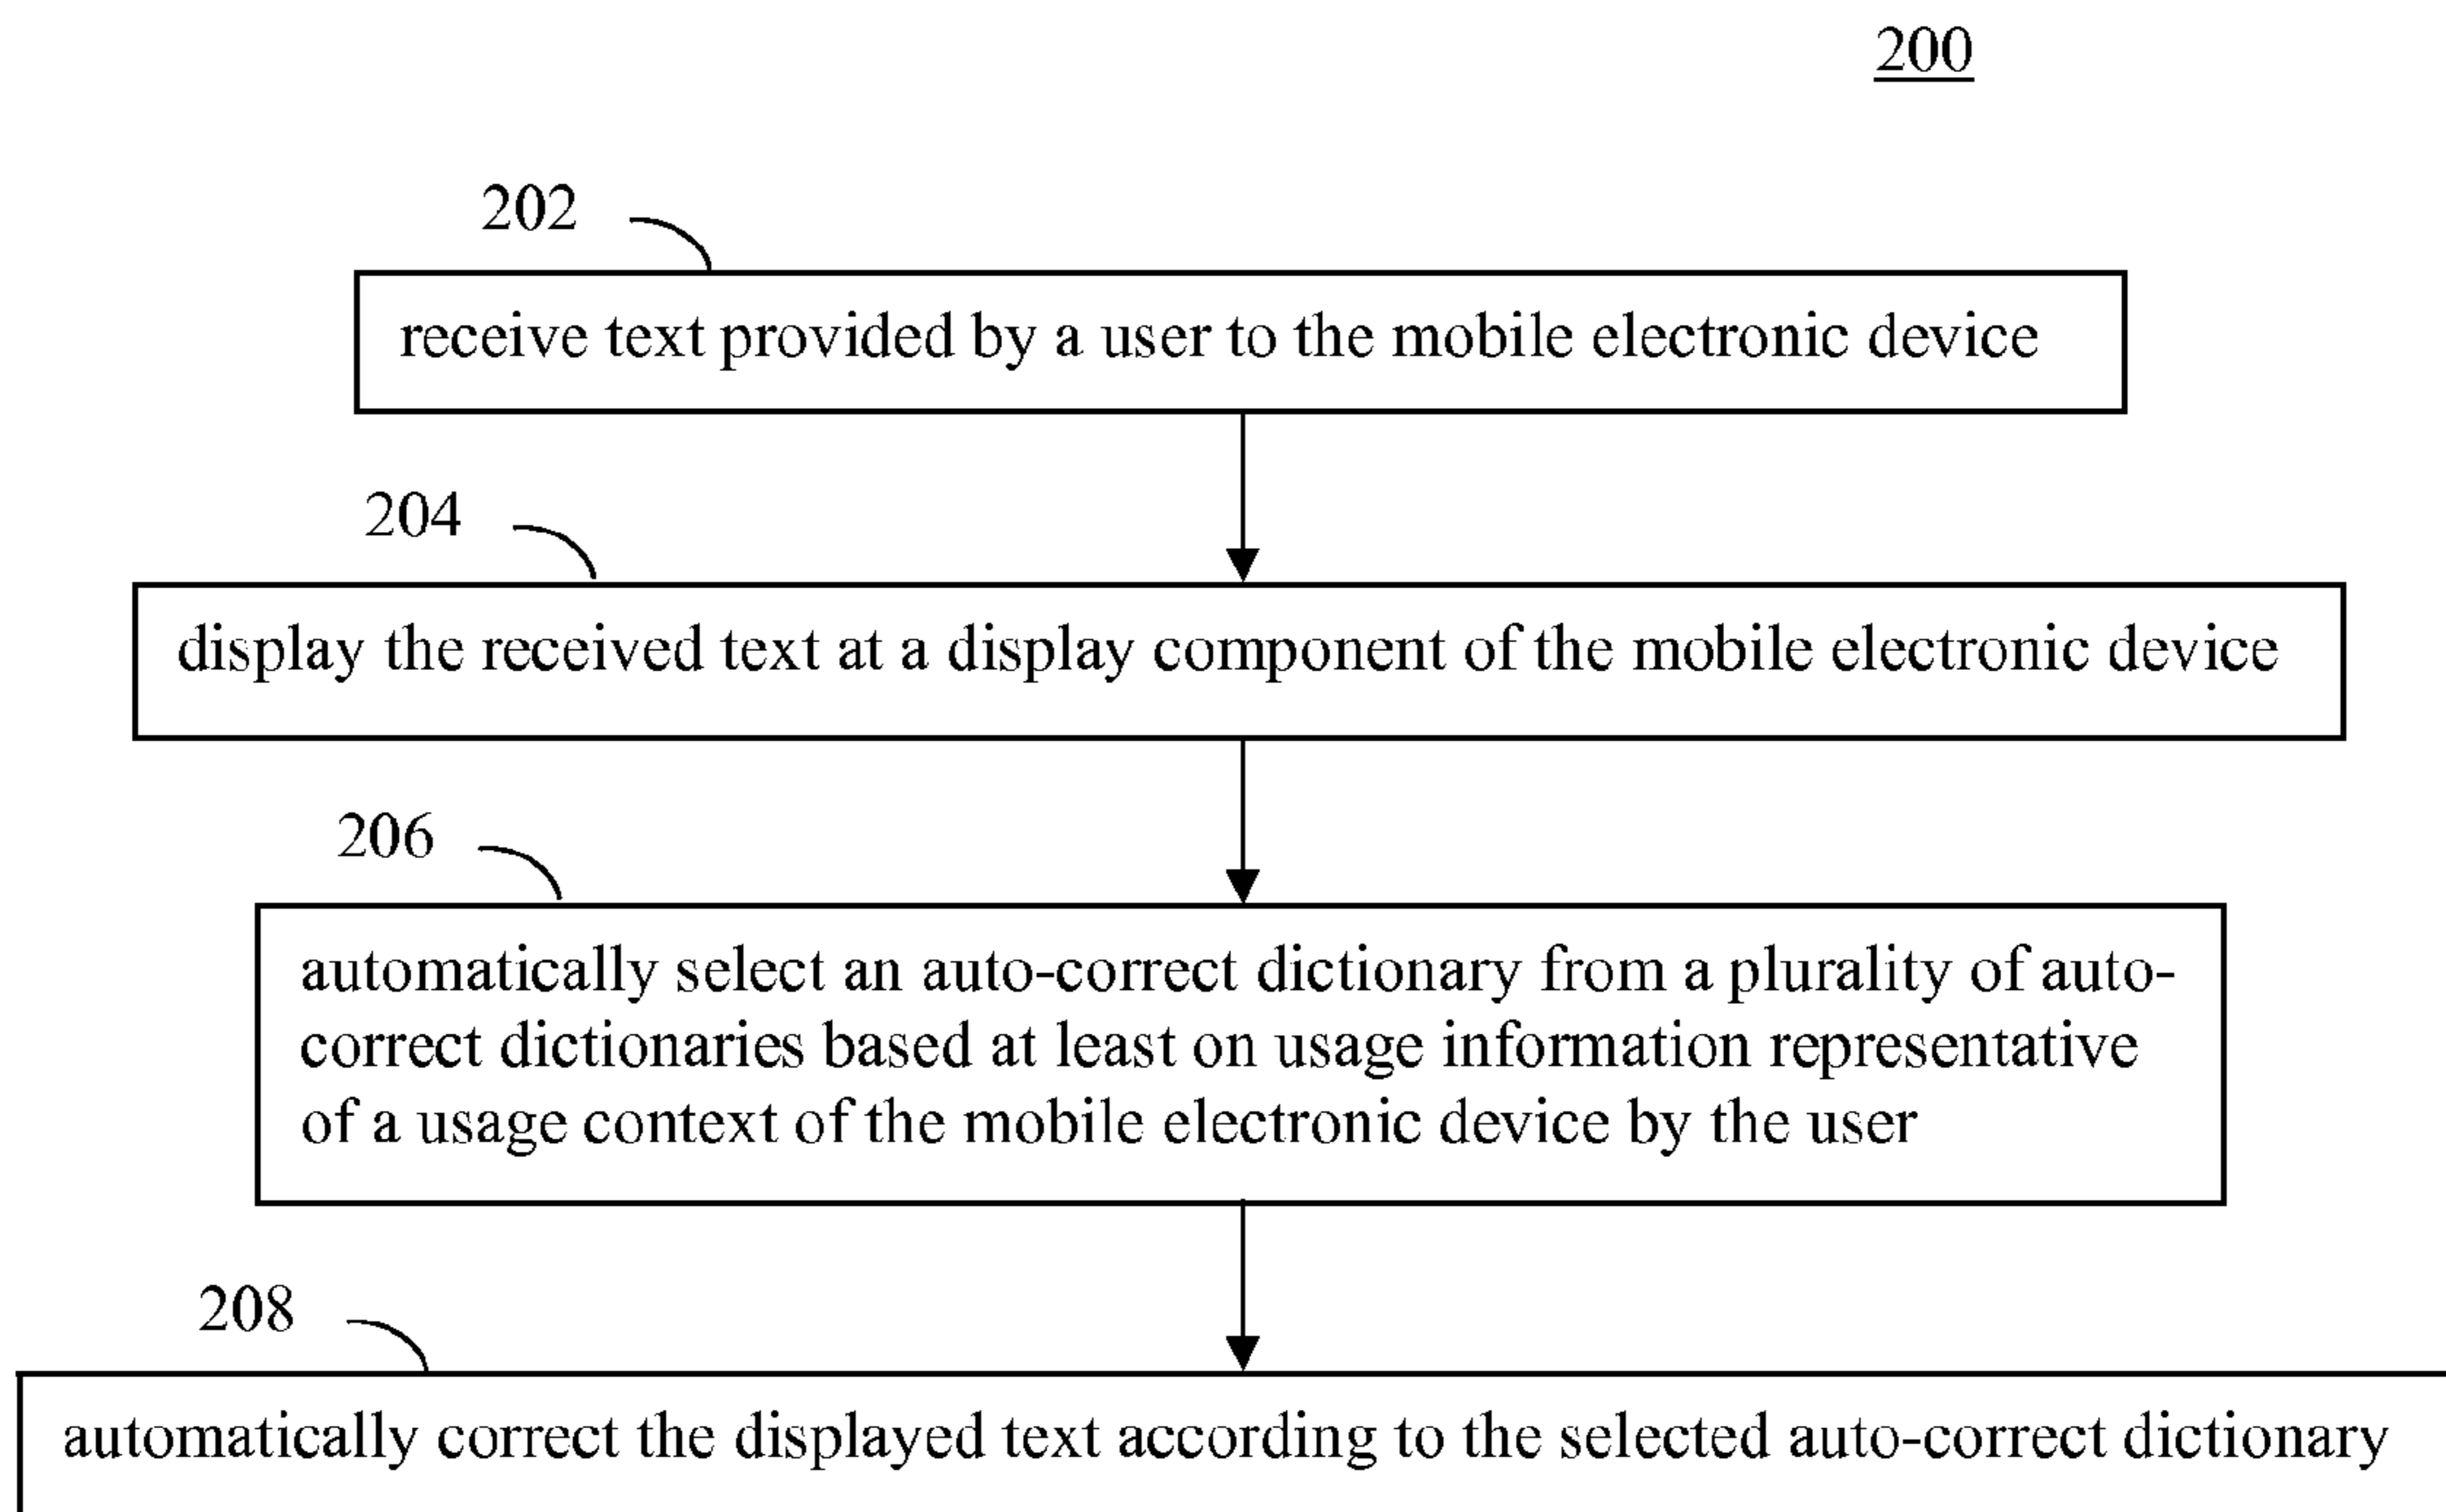 200
202
receive text provided by a user to the mobile electronic device
204
display the received text at a display component of the mobile electronic device
206
automatically select an auto-correct dictionary from a plurality of auto-
correct dictionaries based at least on usage information representative
of a usage context of the mobile electronic device by the user
208
automatically correct the displayed text according to the selected auto-correct dictionary